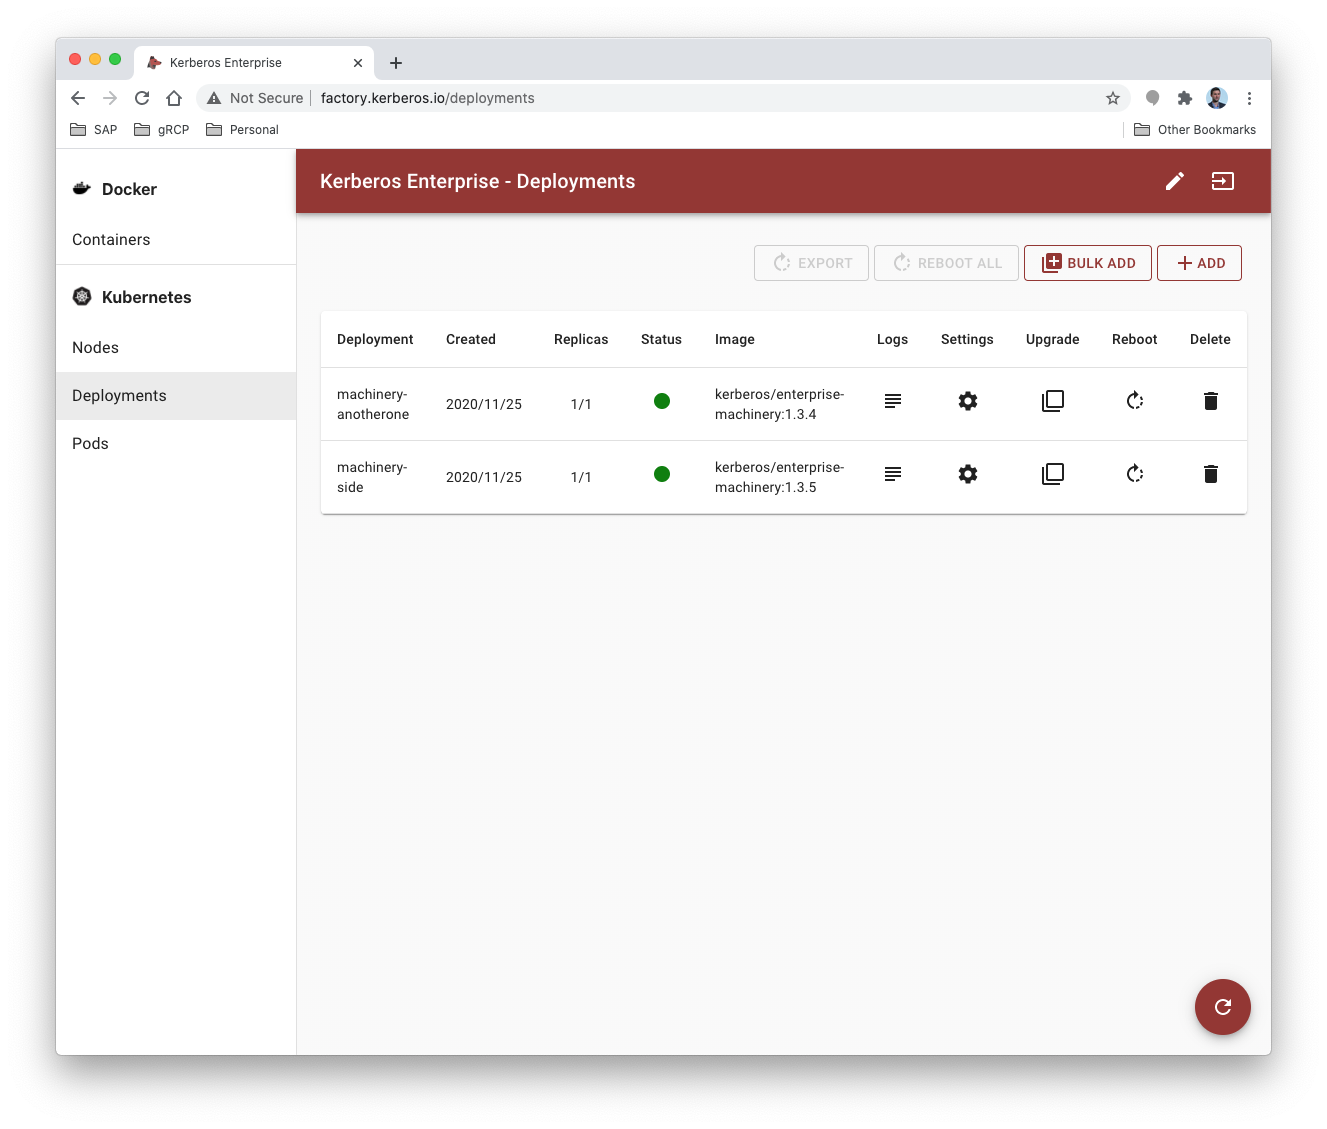 Kerberos Enterprise
Not Secure
factory.kerberos.io/deployments
SAP
gRCP
Personal
Other Bookmarks
Docker
Containers
Kubernetes
Nodes
Deployments
Pods
Kerberos Enterprise - Deployments
EXPORT
REBOOT ALL
BULK ADD
ADD
Deployment Created Replicas Status Image Logs Settings Upgrade Reboot Delete
machinery-
anotherone
2020/11/25
1/1
kerberos/enterprise-
machinery:1.3.4
machinery-
side
2020/11/25
1/1
kerberos/enterprise-
machinery:1.3.5